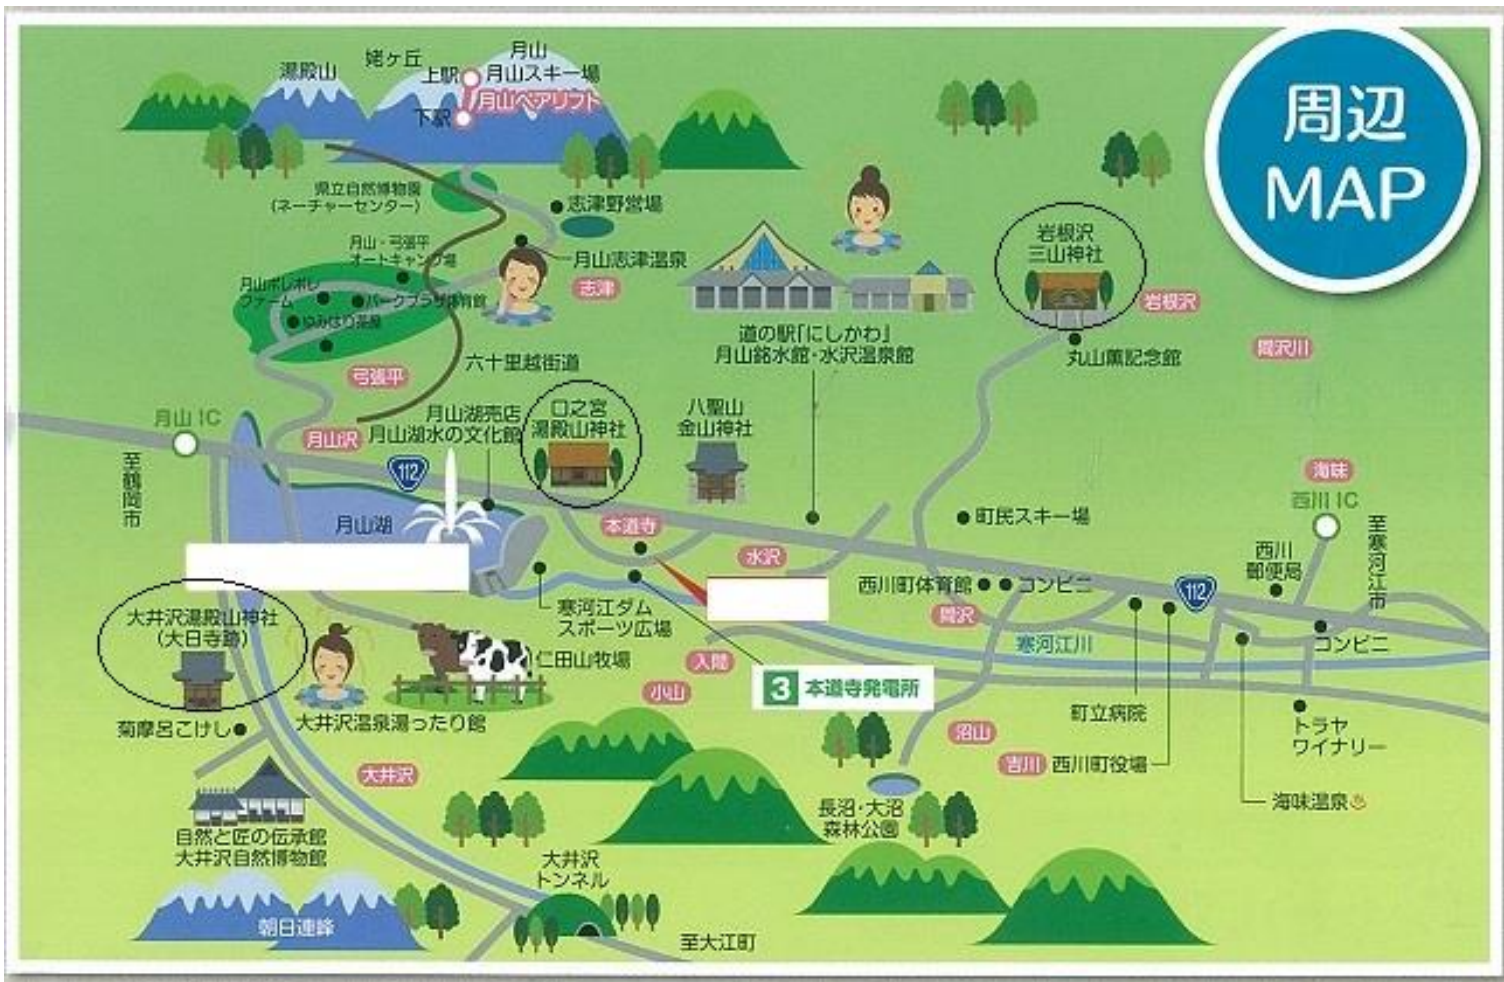 周辺
MAP
湯殿山
姥ヶ丘
月山
月山スキー場
上駅
月山ペアリフト
下駅
県立自然博物園
(ネーチャーセンター)
志津野営場
月山・弓張平
オートキャンプ場
月山志津温泉
志津
月山ポレポレ
ファーム
パークプラザ体育館
ゆみはり茶屋
弓張平
六十里越街道
道の駅「にしかわ」
月山銘水館・水沢温泉館
岩根沢
三山神社
岩根沢
丸山薫記念館
間沢川
月山IC
至鶴岡市
月山沢
月山湖売店
月山湖水の文化館
口之宮
湯殿山神社
八聖山
金山神社
112
月山湖
本道寺
水沢
町民スキー場
海味
西川IC
至寒河江市
西川
郵便局
西川町体育館
コンビニ
112
間沢
寒河江川
コンビニ
寒河江ダム
スポーツ広場
大井沢湯殿山神社
(大日寺跡)
仁田山牧場
入間
小山
3 本道寺発電所
町立病院
トラヤ
ワイナリー
菊摩呂こけし
大井沢温泉湯ったり館
沼山
吉川
西川町役場
海味温泉
大井沢
長沼・大沼
森林公園
自然と匠の伝承館
大井沢自然博物館
大井沢
トンネル
朝日連峰
至大江町